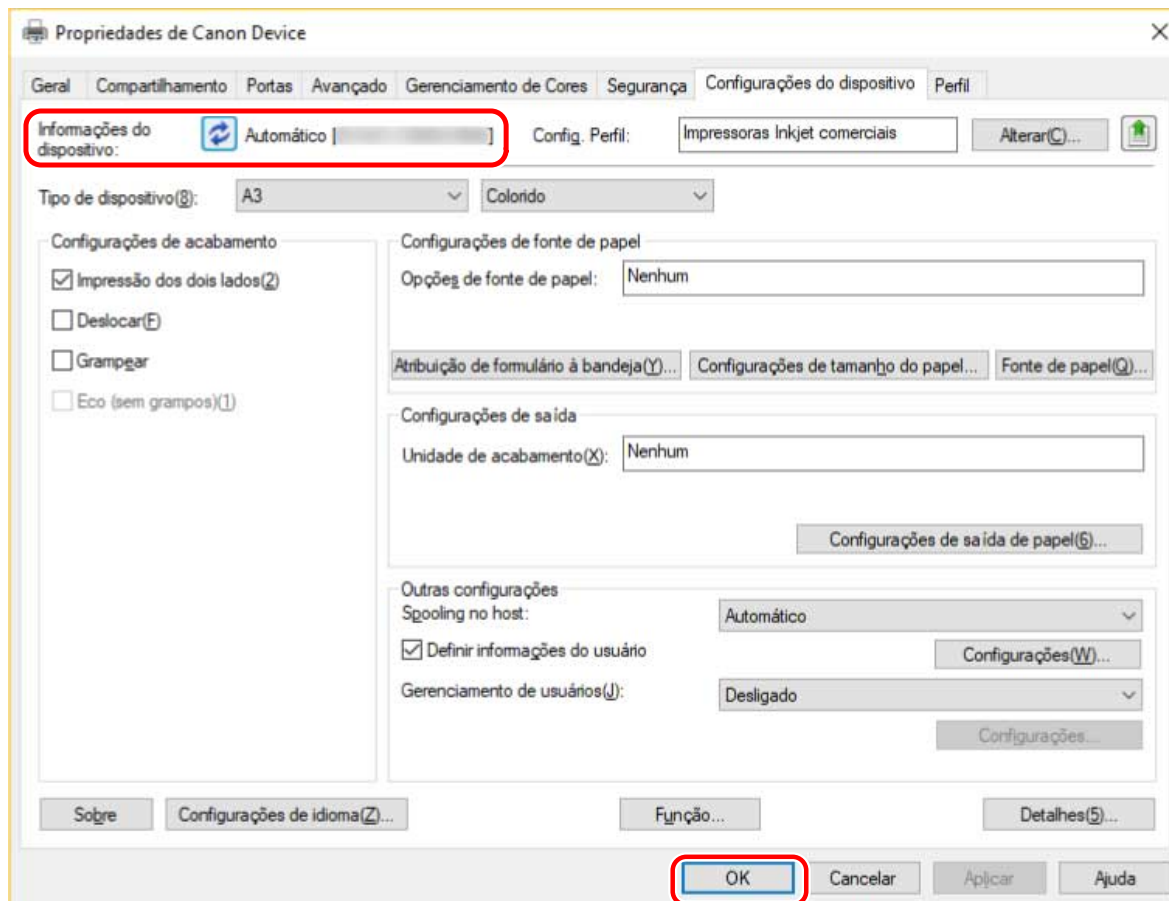 Propriedades de Canon Device
Geral Compartilhamento Portas Avançado Gerenciamento de Cores Segurança Configurações do dispositivo Perfil
Informações do
dispositivo:
Automático [ ]
Config. Perfil:
Impressoras Inkjet comerciais
Alterar(C)...
Tipo de dispositivo(8):
A3
Colorido
Configurações de acabamento
Impressão dos dois lados(2)
Deslocar(F)
Grampear
Eco (sem grampos)(1)
Configurações de fonte de papel
Opções de fonte de papel:
Nenhum
Atribuição de formulário à bandeja(Y)... Configurações de tamanho do papel... Fonte de papel(Q)...
Configurações de saída
Unidade de acabamento(X):
Nenhum
Configurações de saída de papel(6)...
Outras configurações
Spooling no host:
Automático
Definir informações do usuário
Configurações(W)...
Gerenciamento de usuários(J):
Desligado
Configurações...
Sobre Configurações de idioma(Z)... Função... Detalhes(5)...
OK Cancelar Aplicar Ajuda